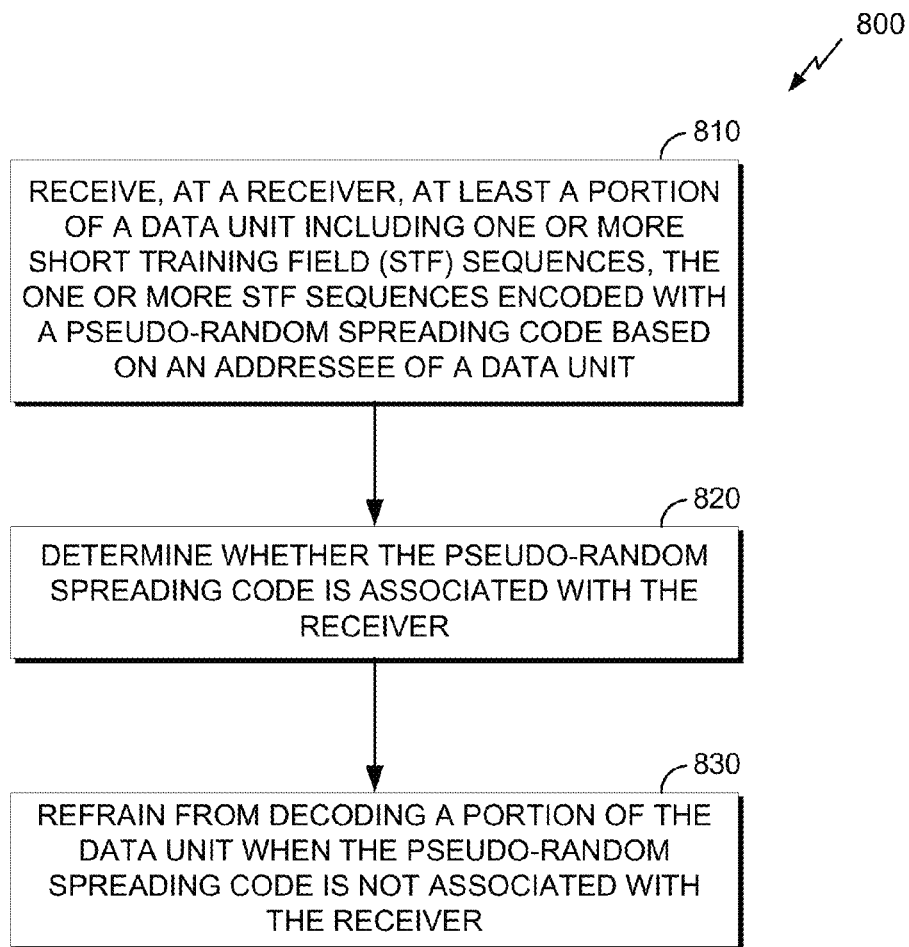 800
810
RECEIVE, AT A RECEIVER, AT LEAST A PORTION
OF A DATA UNIT INCLUDING ONE OR MORE
SHORT TRAINING FIELD (STF) SEQUENCES, THE
ONE OR MORE STF SEQUENCES ENCODED WITH
A PSEUDO-RANDOM SPREADING CODE BASED
ON AN ADDRESSEE OF A DATA UNIT
820
DETERMINE WHETHER THE PSEUDO-RANDOM
SPREADING CODE IS ASSOCIATED WITH THE
RECEIVER
830
REFRAIN FROM DECODING A PORTION OF THE
DATA UNIT WHEN THE PSEUDO-RANDOM
SPREADING CODE IS NOT ASSOCIATED WITH
THE RECEIVER